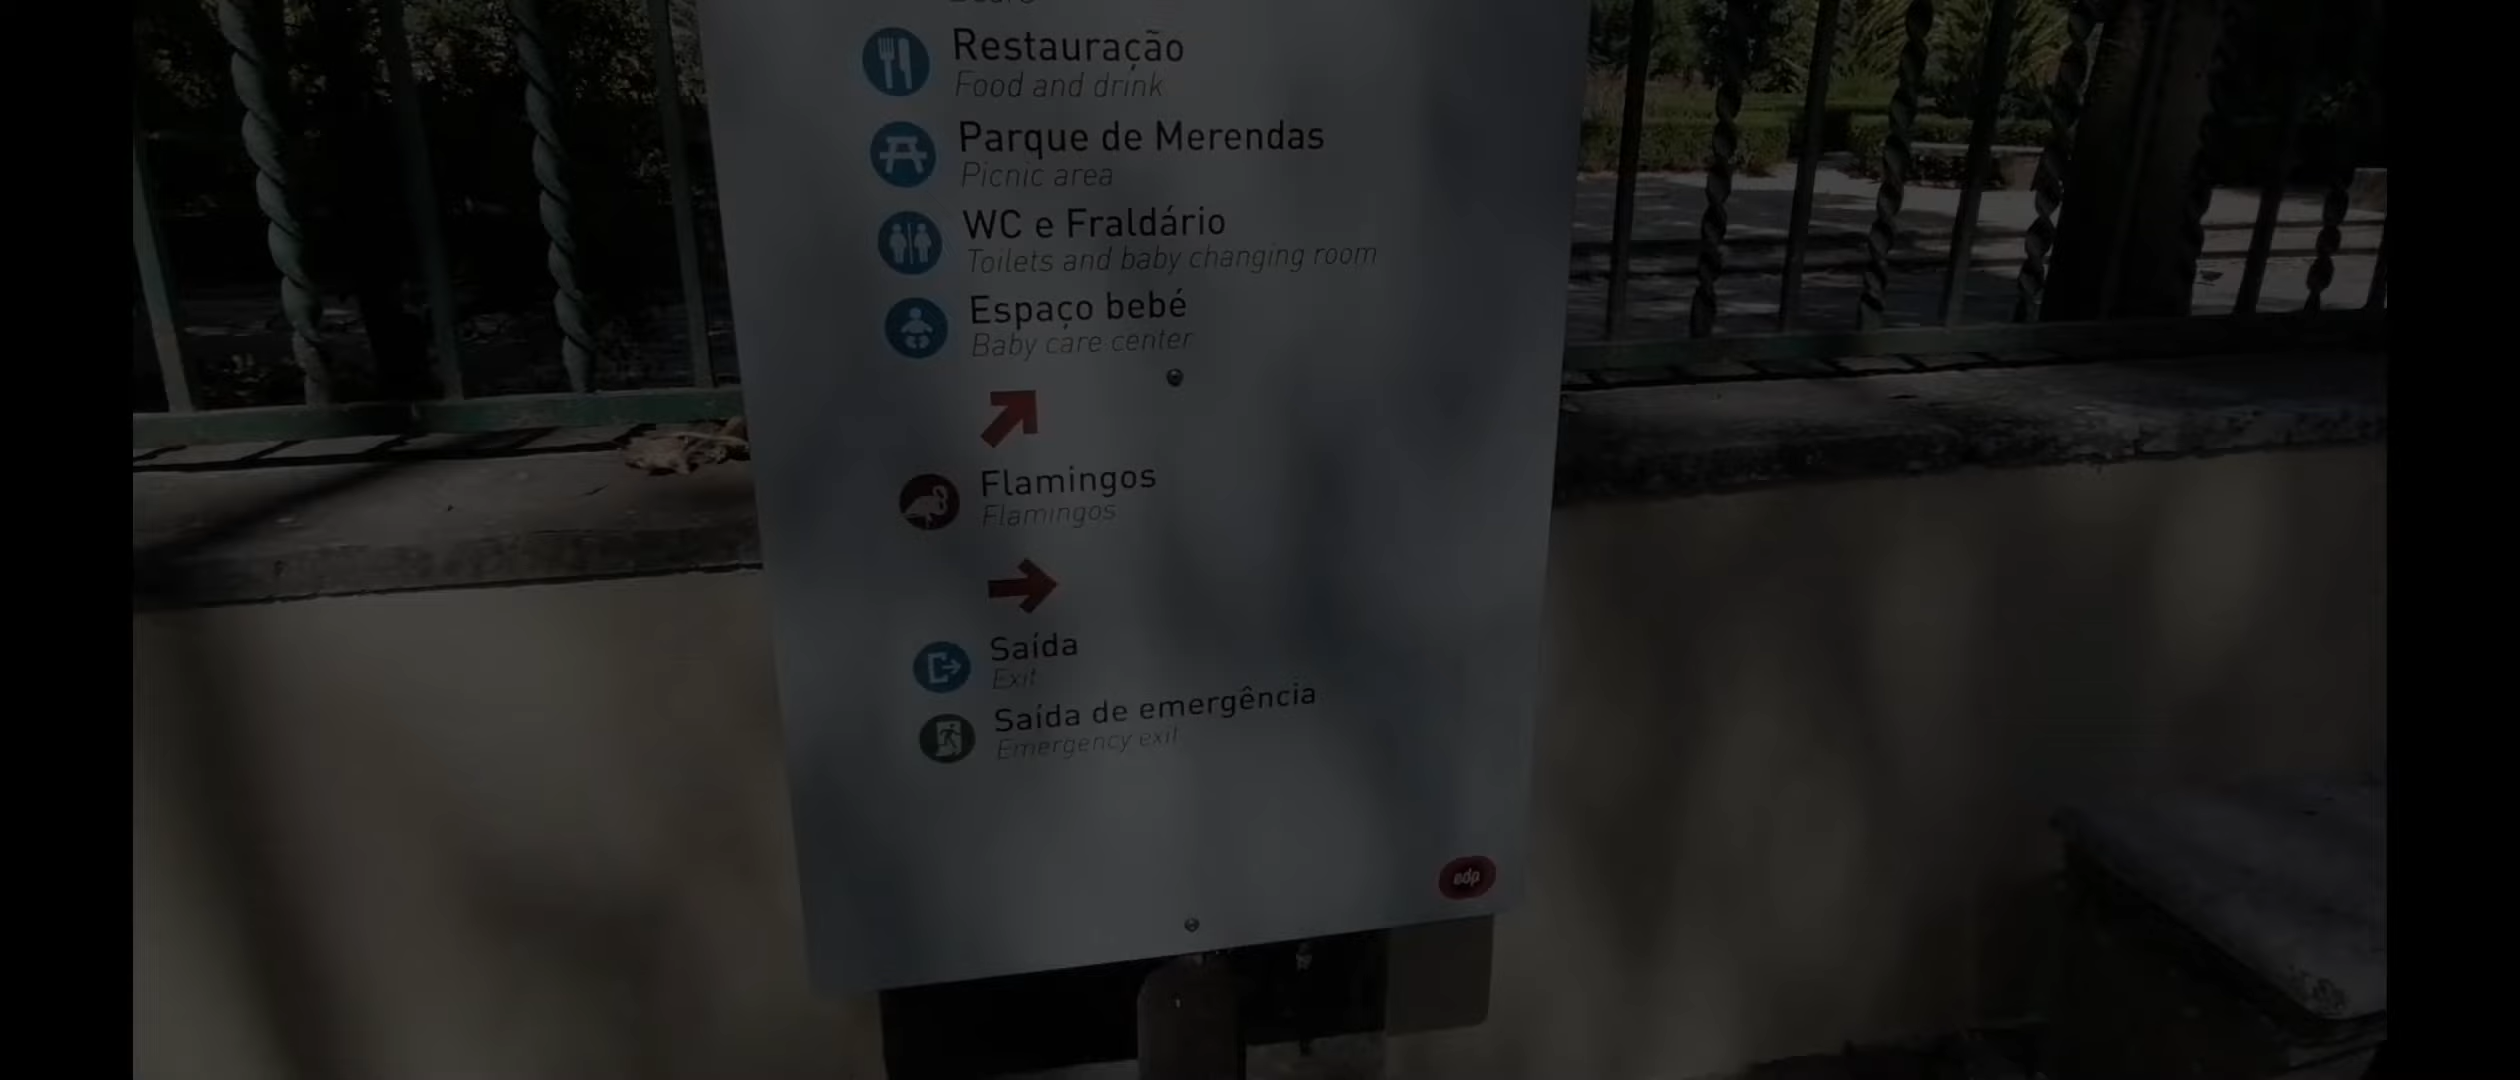 Restauração
Food and drink
Parque de Merendas
Picnic area
WC e Fraldário
Toilets and baby changing room
Espaço bebé
Baby care center
Flamingos
Flamingos
Saída
Exit
Saída de emergência
Emergency exit
edp